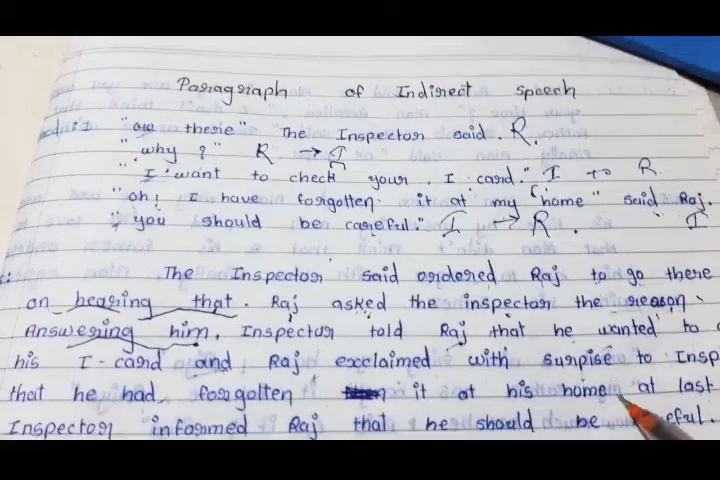 Paragraph of Indirect speech
"Go there" The Inspector said. R.
"why ?" R → I
"I want to check your I-card." I to R
"oh! I have forgotten it at my home" said Raj.
"you should be careful." I → R. I
The Inspector said ordered Raj to go there
on hearing that. Raj asked the inspector the reason.
Answering him, Inspector told Raj that he wanted to
his I-card and Raj exclaimed with surpise to Insp
that he had forgotten it at his home at last
Inspector informed Raj that he should be